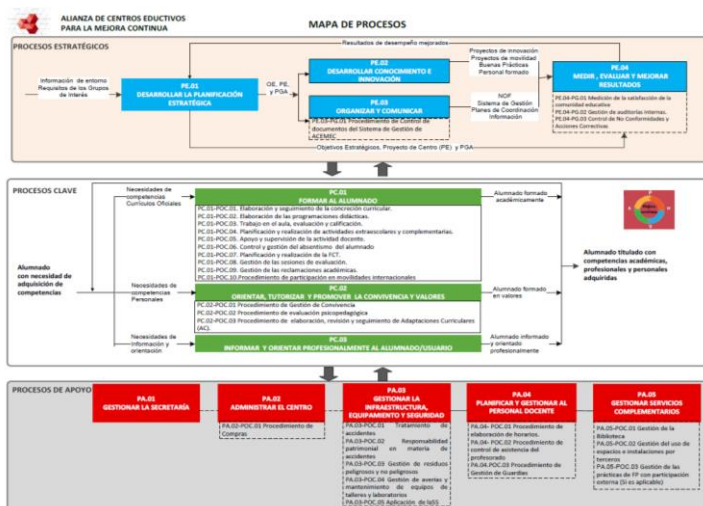 ALIANZA DE CENTROS EDUCTIVOS
PARA LA MEJORA CONTINUA
MAPA DE PROCESOS
PROCESOS ESTRATÉGICOS
Resultados de desempeño mejorados
Información de entorno
Requisitos de los Grupos
de Interés
PE.01
DESARROLLAR LA PLANIFICACIÓN
ESTRATÉGICA
OE, PE,
y PGA
PE.02
DESARROLLAR CONOCIMIENTO E
INNOVACIÓN
PE.03
ORGANIZAR Y COMUNICAR
PE.03-PG.01 Procedimiento de Control de
documentos del Sistema de Gestión de
ACEMEC
Proyectos de innovación
Proyectos de movilidad
Buenas Prácticas
Personal formado
NOF
Sistema de Gestión
Planes de Coordinación
Información
PE.04
MEDIR , EVALUAR Y MEJORAR
RESULTADOS
PE.04-PG.01 Medición de la satisfacción de la
comunidad educativa
PE.04-PG.02 Gestión de auditorías internas.
PE.04-PG.03 Control de No Conformidades y
Acciones Correctivas
Objetivos Estratégicos, Proyecto de Centro (PE) y PGA
PROCESOS CLAVE
Alumnado
con necesidad de
adquisición de
competencias
Necesidades de
competencias
Currículos Oficiales
PC.01
FORMAR AL ALUMNADO
PC.01-POC.01. Elaboración y seguimiento de la concreción curricular.
PC.01-POC.02. Elaboración de las programaciones didácticas.
PC.01-POC.03. Trabajo en el aula, evaluación y calificación.
PC.01-POC.04. Planificación y realización de actividades extraescolares y complementarias.
PC.01-POC.05. Apoyo y supervisión de la actividad docente.
PC.01-POC.06. Control y gestión del absentismo del alumnado
PC.01-POC.07. Planificación y realización de la FCT.
PC.01-POC.08. Gestión de las sesiones de evaluación.
PC.01-POC.09. Gestión de las reclamaciones académicas.
PC.01-POC.10.Procedimiento de participación en movilidades internacionales
Alumnado formado
académicamente
Necesidades de
competencias
Personales
PC.02
ORIENTAR, TUTORIZAR Y PROMOVER LA CONVIVENCIA Y VALORES
PC.02-POC.01 Procedimiento de Gestión de Convivencia
PC.02-POC.02 Procedimiento de evaluación psicopedagógica
PC.02-POC.03 Procedimiento de elaboración, revisión y seguimiento de Adaptaciones Curriculares
(AC).
Alumnado formado
en valores
Necesidades de
información y
orientación
PC.03
INFORMAR Y ORIENTAR PROFESIONALMENTE AL ALUMNADO/USUARIO
Alumnado informado
y orientado
profesionalmente
Alumnado titulado con
competencias académicas,
profesionales y personales
adquiridas
PROCESOS DE APOYO
PA.01
GESTIONAR LA SECRETARÍA
PA.02
ADMINISTRAR EL CENTRO
PA.02-POC.01 Procedimiento de
Compras
PA.03
GESTIONAR LA
INFRAESTRUCTURA,
EQUIPAMIENTO Y SEGURIDAD
PA.03-POC.01 Tratamiento de
accidentes
PA.03-POC.02 Responsabilidad
patrimonial en materia de
accidentes
PA.03-POC.03 Gestión de residuos
peligrosos y no peligrosos
PA.03-POC.04 Gestión de averías y
mantenimiento de equipos de
talleres y laboratorios
PA.03-POC.05 Aplicación de las5S
PA.04
PLANIFICAR Y GESTIONAR AL
PERSONAL DOCENTE
PA.04- POC.01 Procedimiento de
elaboración de horarios.
PA.04- POC.02 Procedimiento de
control de asistencia del
profesorado
PA.04.POC.03 Procedimiento de
Gestión de Guardias
PA.05
GESTIONAR SERVICIOS
COMPLEMENTARIOS
PA.05-POC.01 Gestión de la
Biblioteca
PA.05-POC.02 Gestión del uso de
espacios e instalaciones por
terceros
PA.05-POC.03 Gestión de las
prácticas de FP con participación
externa (Si es aplicable)